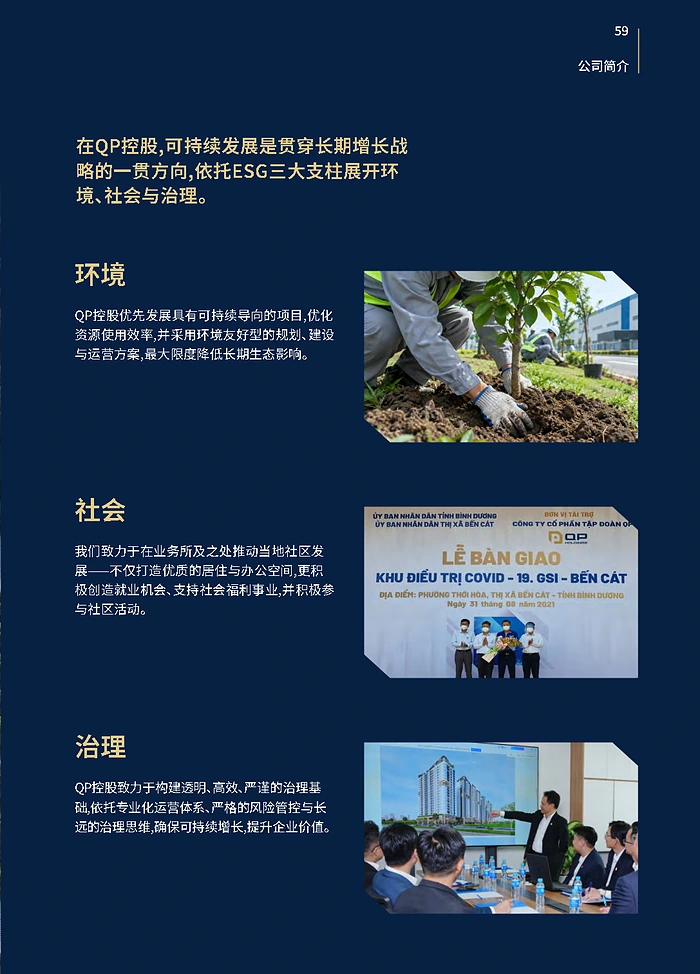 59
公司简介
在QP控股,可持续发展是贯穿长期增长战
略的一贯方向,依托ESG三大支柱展开环
境、社会与治理。
环境
QP控股优先发展具有可持续导向的项目,优化
资源使用效率,并采用环境友好型的规划、建设
与运营方案,最大限度降低长期生态影响。
社会
我们致力于在业务所及之处推动当地社区发
展——不仅打造优质的居住与办公空间,更积
极创造就业机会、支持社会福利事业,并积极参
与社区活动。
ỦY BAN NHÂN DÂN TỈNH BÌNH DƯƠNG
ỦY BAN NHÂN DÂN THỊ XÃ BẾN CÁT
ĐƠN VỊ TÀI TRỢ
CÔNG TY CỔ PHẦN TẬP ĐOÀN QP
QP
HOLDINGS
LỄ BÀN GIAO
KHU ĐIỀU TRỊ COVID - 19. GSI - BẾN CÁT
ĐỊA ĐIỂM: PHƯỜNG THỚI HÒA, THỊ XÃ BẾN CÁT - TỈNH BÌNH DƯƠNG
Ngày 31 tháng 08 năm 2021
治理
QP控股致力于构建透明、高效、严谨的治理基
础,依托专业化运营体系、严格的风险管控与长
远的治理思维,确保可持续增长,提升企业价值。